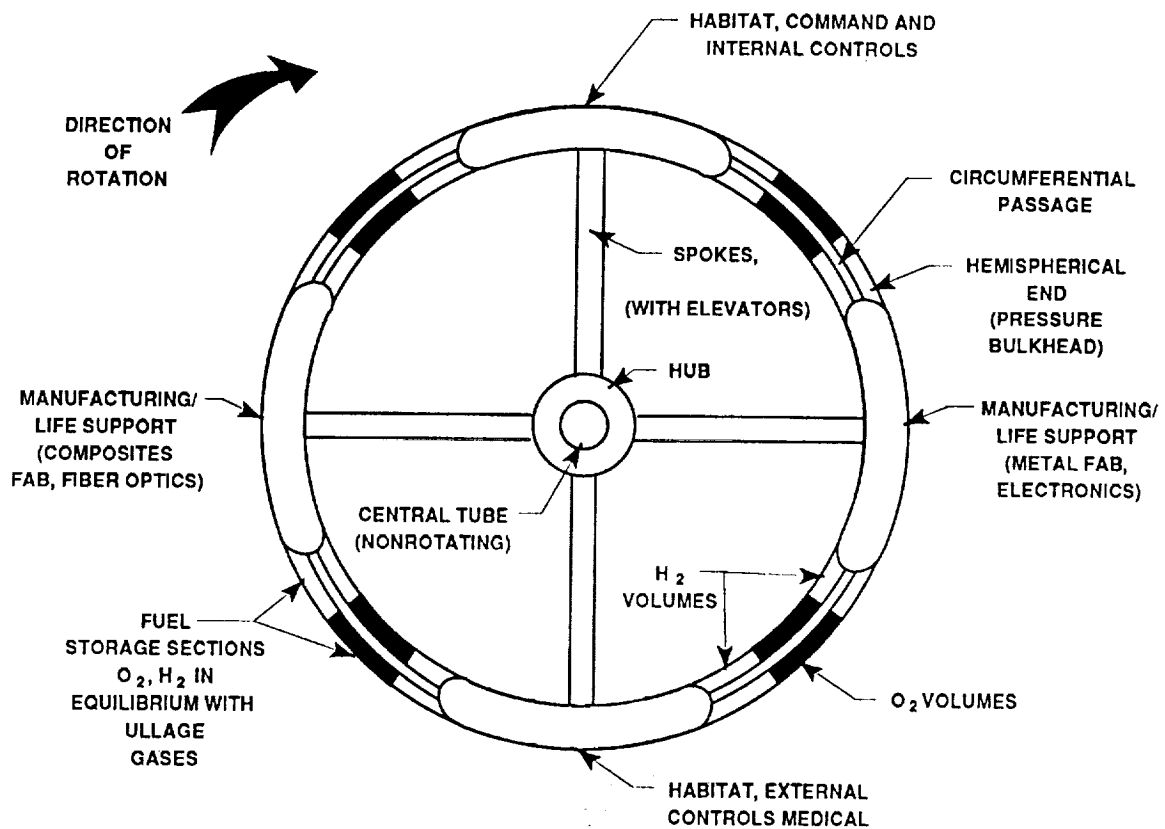 HABITAT, COMMAND AND
INTERNAL CONTROLS
DIRECTION
OF
ROTATION
CIRCUMFERENTIAL
PASSAGE
SPOKES,
(WITH ELEVATORS)
HEMISPHERICAL
END
(PRESSURE
BULKHEAD)
HUB
MANUFACTURING/
LIFE SUPPORT
(COMPOSITES
FAB, FIBER OPTICS)
MANUFACTURING/
LIFE SUPPORT
(METAL FAB,
ELECTRONICS)
CENTRAL TUBE
(NONROTATING)
H2
VOLUMES
FUEL
STORAGE SECTIONS
O2, H2 IN
EQUILIBRIUM WITH
ULLAGE
GASES
O2 VOLUMES
HABITAT, EXTERNAL
CONTROLS MEDICAL